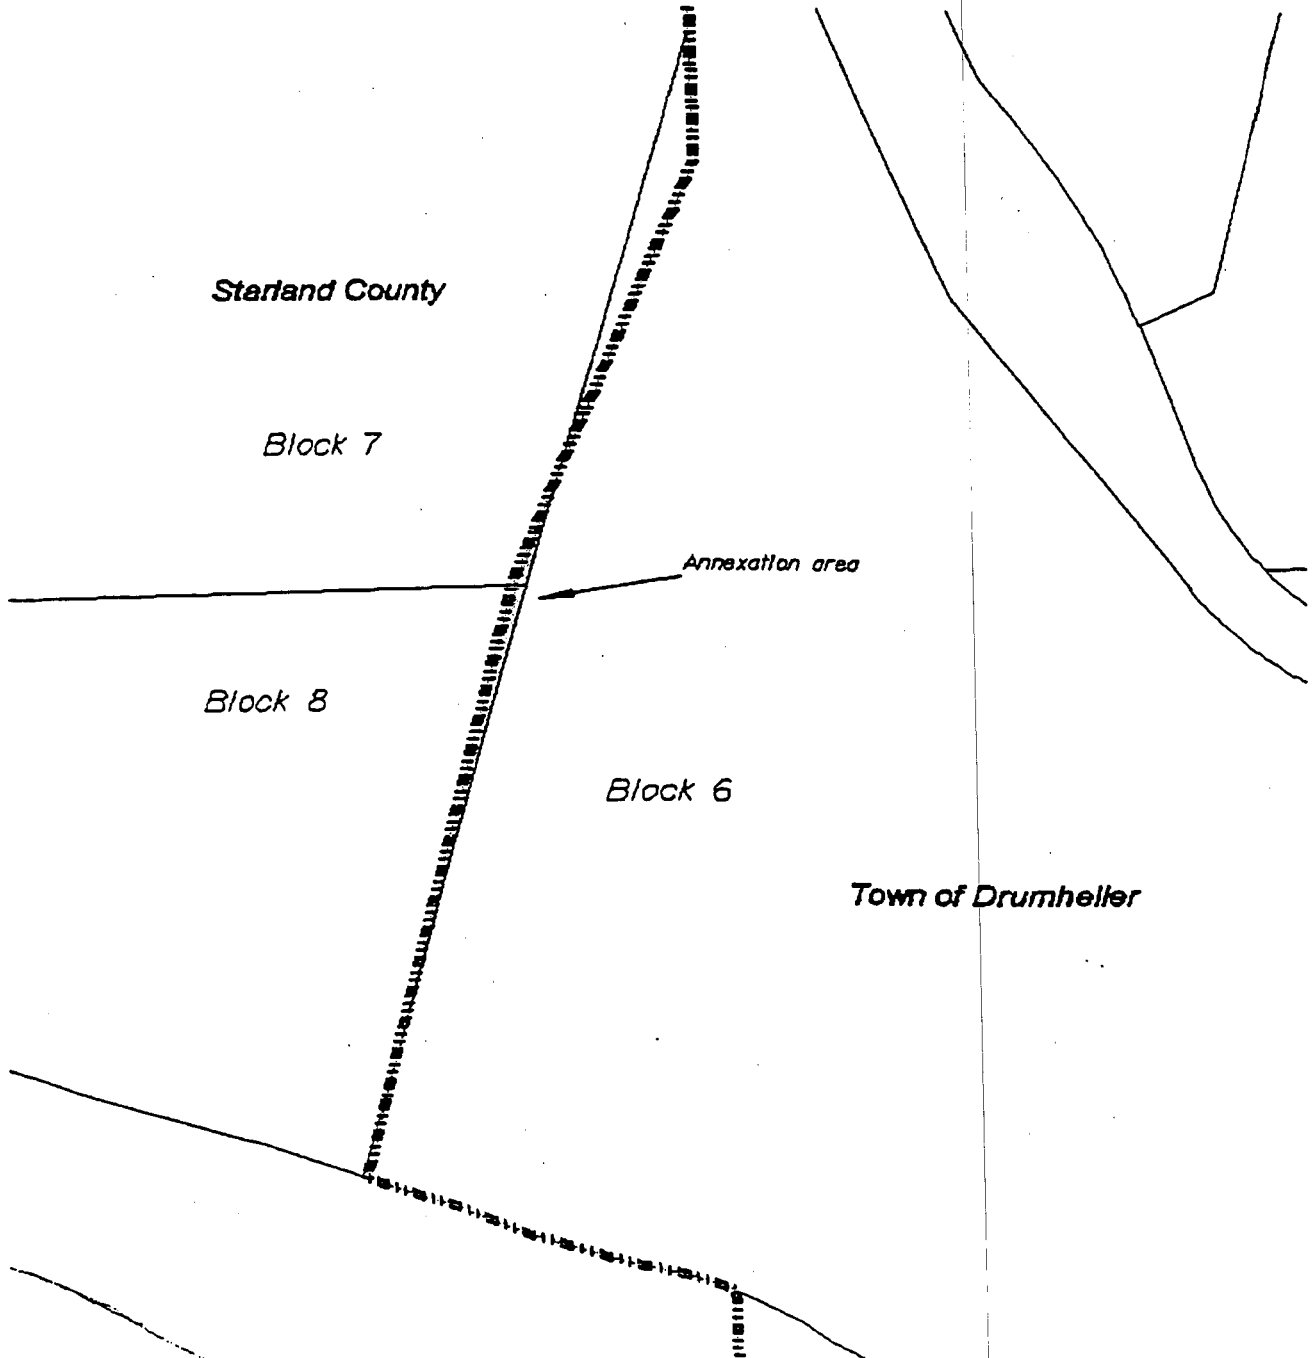 Starland County
Block 7
Annexation area
Block 8
Block 6
Town of Drumheller